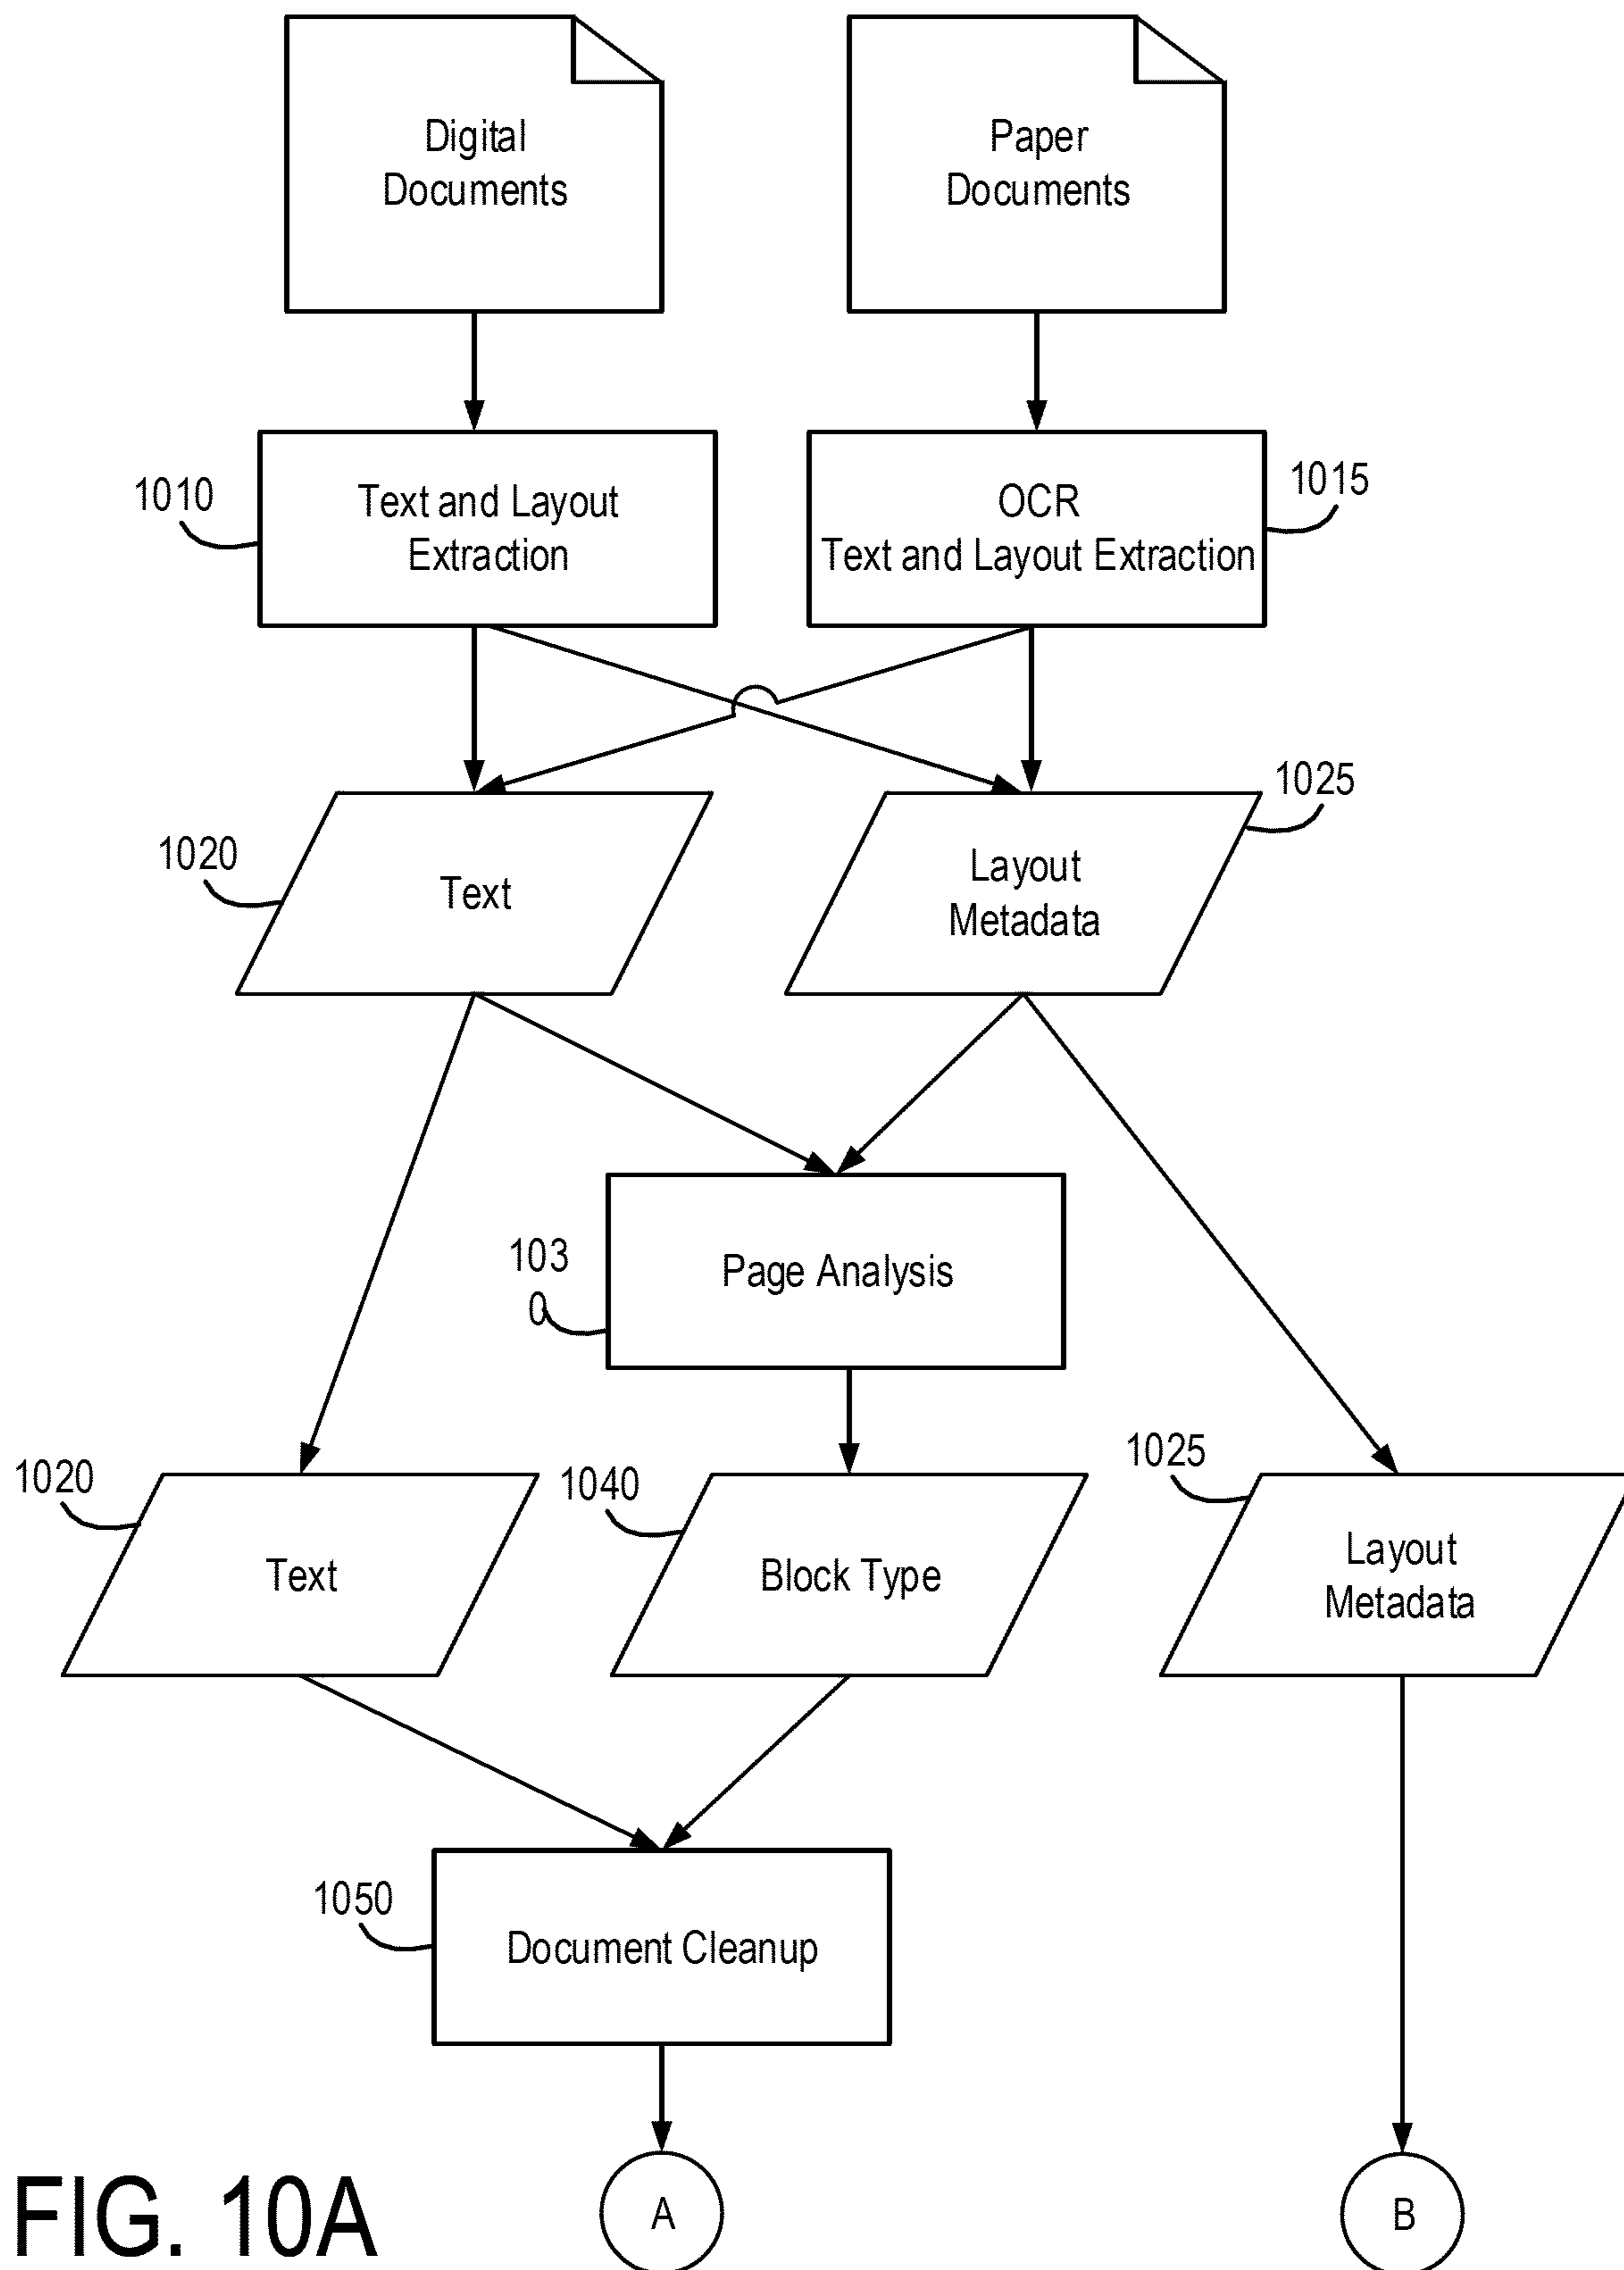 Digital
Documents
Paper
Documents
1010
Text and Layout
Extraction
OCR
Text and Layout Extraction
1015
1020
Text
Layout
Metadata
1025
103
0
Page Analysis
1020
Text
1040
Block Type
1025
Layout
Metadata
1050
Document Cleanup
A
B
FIG. 10A